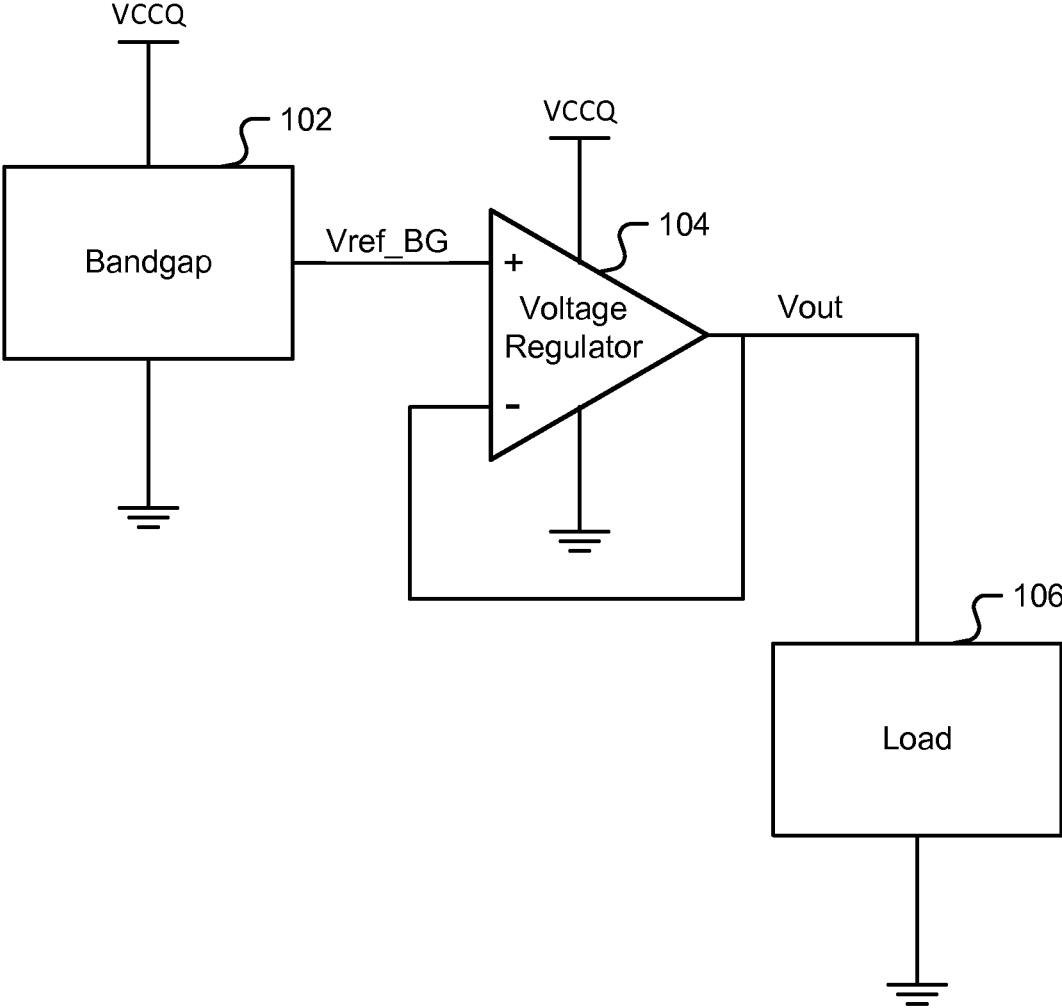 VCCQ
102
VCCQ
Bandgap
Vref_BG
104
+
Voltage
Regulator
Vout
-
106
Load